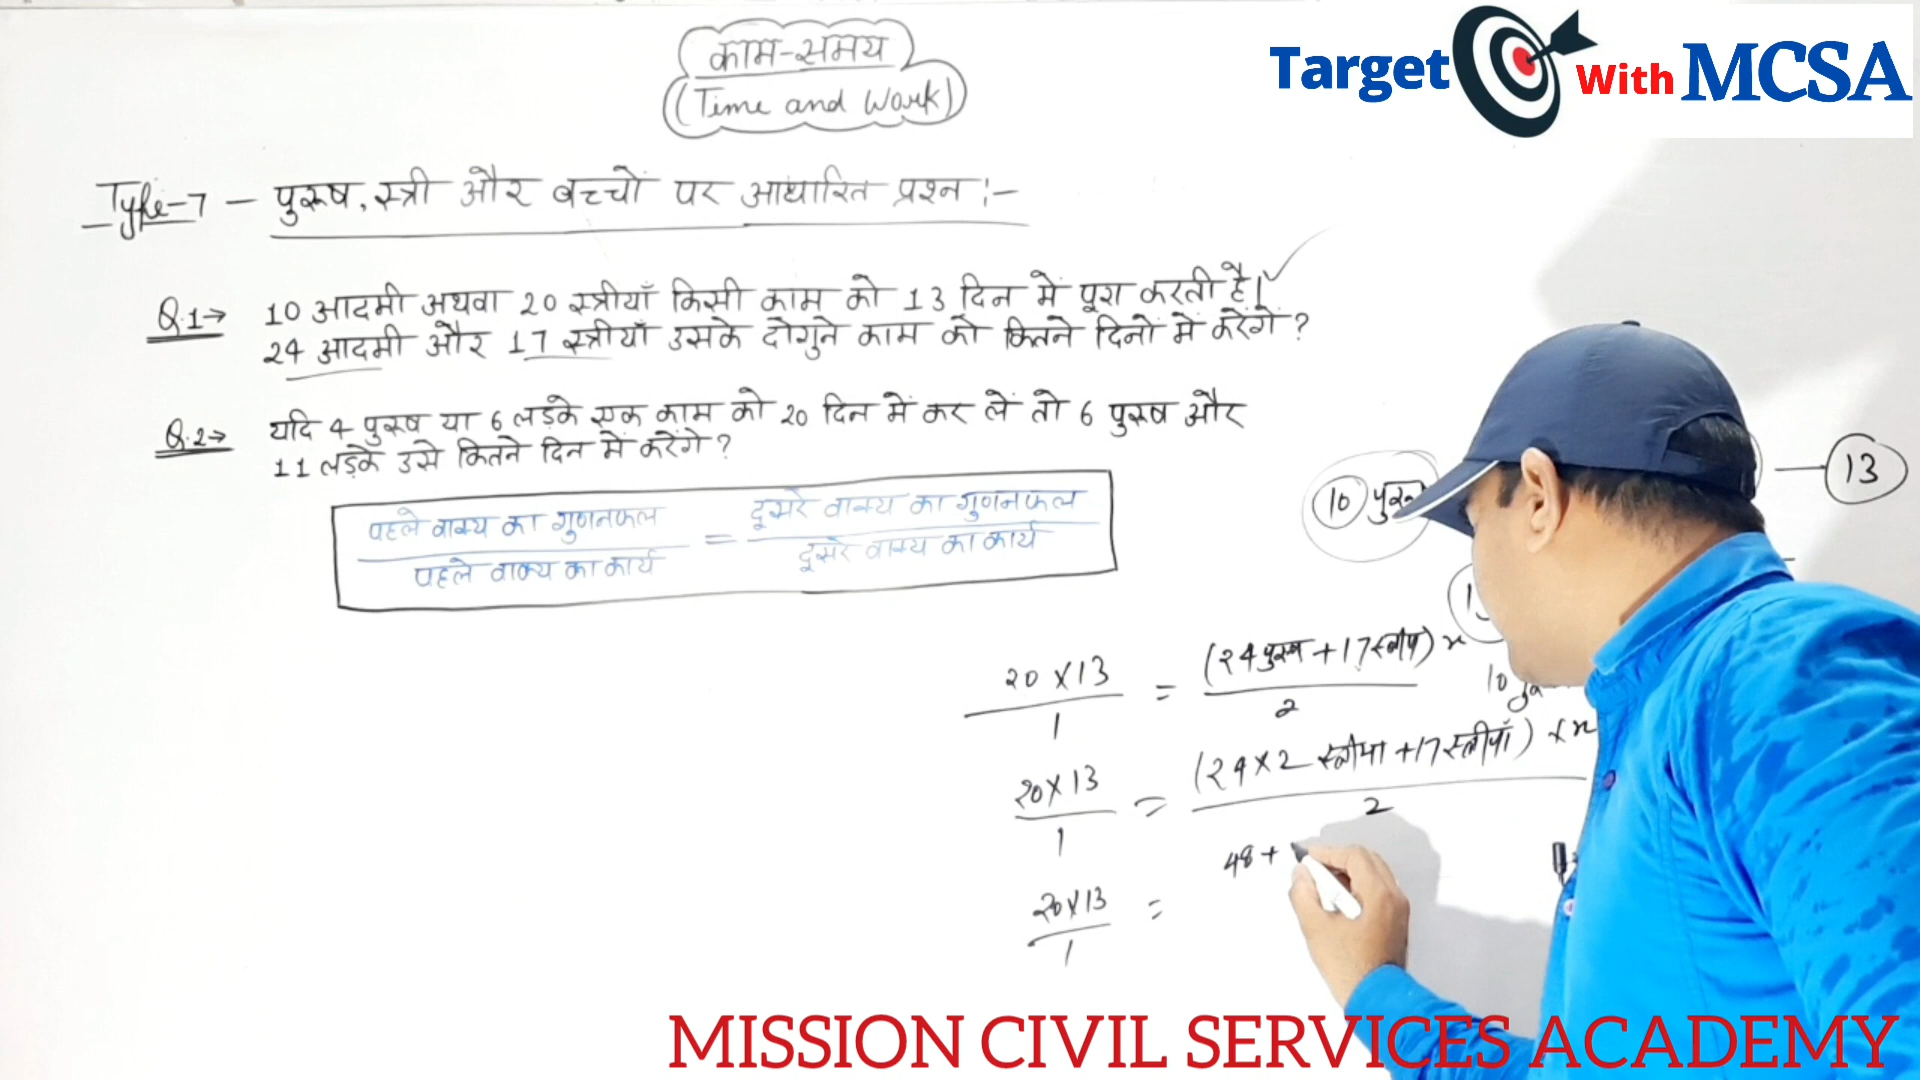 काम-समय
(Time and Work)
Target With MCSA
Type-7 - पुरूष, स्त्री और बच्चों पर आधारित प्रश्न :-
Q.1→ 10 आदमी अथवा 20 स्त्रीयाँ किसी काम को 13 दिन में पूरा करती है।
24 आदमी और 17 स्त्रीयाँ उसके दोगुने काम को कितने दिनों में करेंगे ?
Q.2→ यदि 4 पुरूष या 6 लड़के एक काम को 20 दिन में कर लें तो 6 पुरूष और
11 लड़के उसे कितने दिन में करेंगे ?
पहले वाक्य का गुणनफल = दूसरे वाक्य का गुणनफल
पहले वाक्य का कार्य दूसरे वाक्य का कार्य
10 13
20 x 13 = (24 पुरूष + 17 स्त्रीयाँ) x
1 2
10
20 x 13 = (24 x 2 स्त्रीयाँ + 17 स्त्रीयाँ) x x
1 2
20 x 13 = 48 +
1
MISSION CIVIL SERVICES ACADEMY